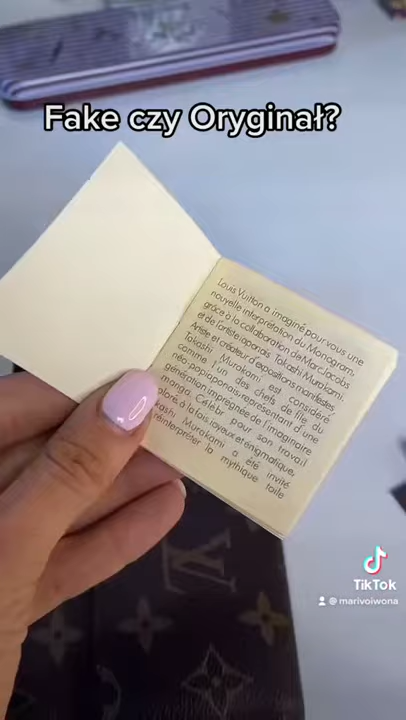 Fake czy Oryginał?
Louis Vuitton a imaginé pour vous une
nouvelle interprétation du Monogram,
grâce à la collaboration de Marc Jacobs
et de l'artiste japonais Takashi Murakami.
Artiste et créateur d'expositions manifestes
Takashi Murakami est considéré
comme l'un des chefs de file du
néo-pop japonais, représentant d'une
génération imprégnée de l'imaginaire
manga. Célèbr pour son travail
oloré, à la fois joyeux et énigmatique,
kashi Murakami a été invité
réinterpréter la mythique toile
TikTok
@marivoiwona